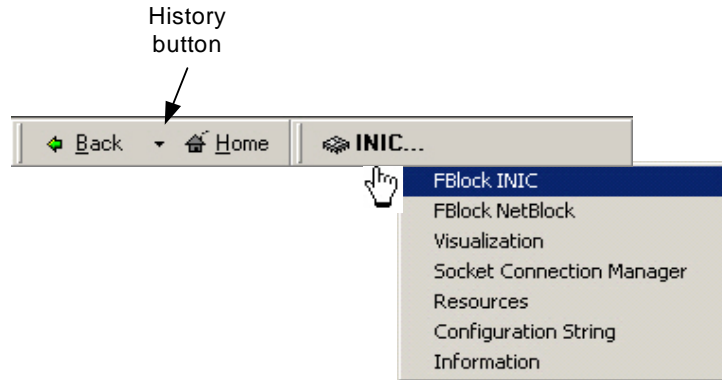 History
button
Back Home INIC...
FBlock INIC
FBlock NetBlock
Visualization
Socket Connection Manager
Resources
Configuration String
Information